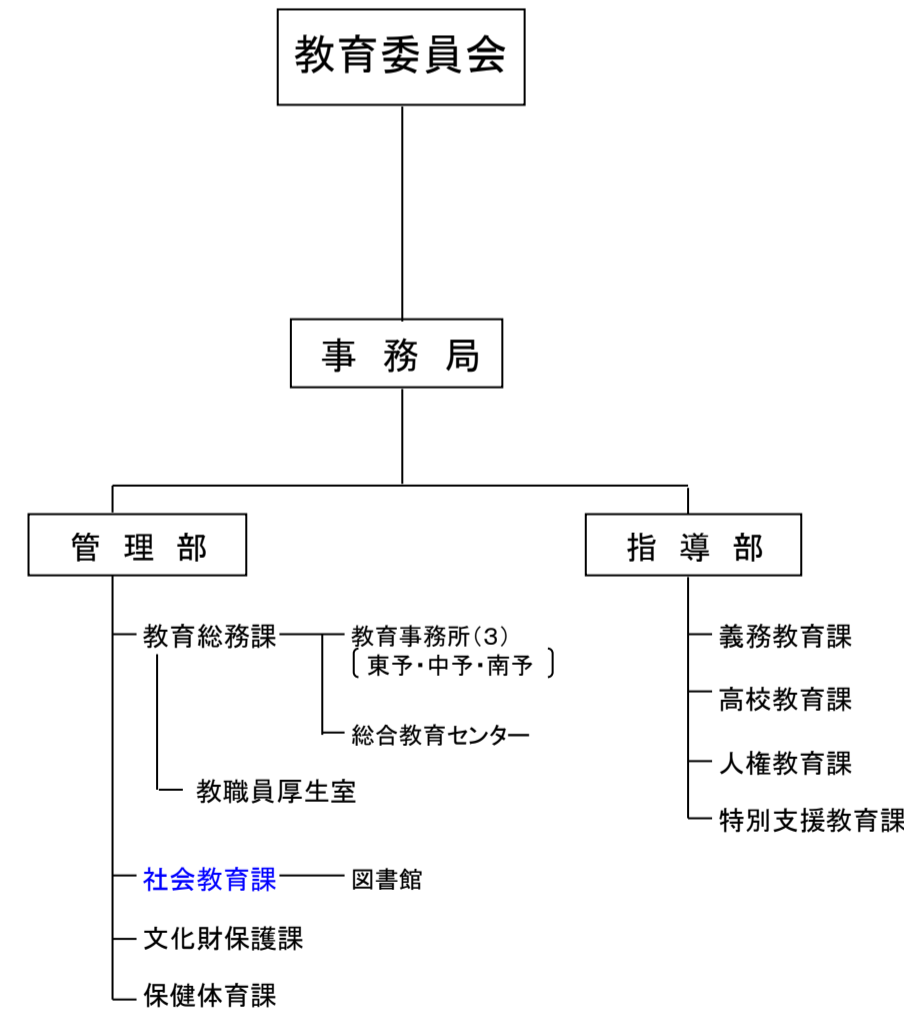 教育委員会
事 務 局
管 理 部
指 導 部
教育総務課
教育事務所(３)
〔 東予・中予・南予 〕
総合教育センター
教職員厚生室
社会教育課
図書館
文化財保護課
保健体育課
義務教育課
高校教育課
人権教育課
特別支援教育課